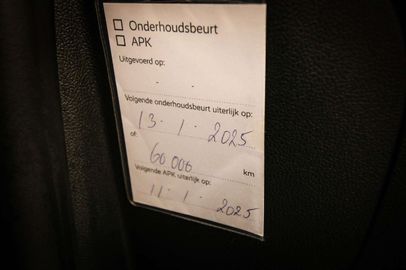 ☐ Onderhoudsbeurt
☐ APK
Uitgevoerd op:
- -
Volgende onderhoudsbeurt uiterlijk op:
13 - 1 - 2025
of:
60.000 km
Volgende APK uiterlijk op:
11 - 1 - 2025